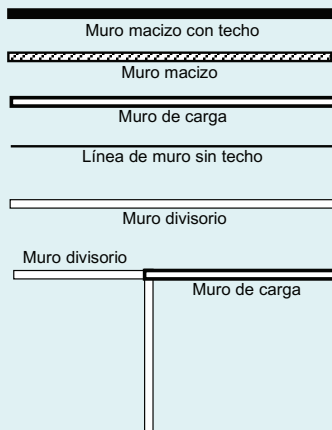 Muro macizo con techo
Muro macizo
Muro de carga
Línea de muro sin techo
Muro divisorio
Muro divisorio
Muro de carga